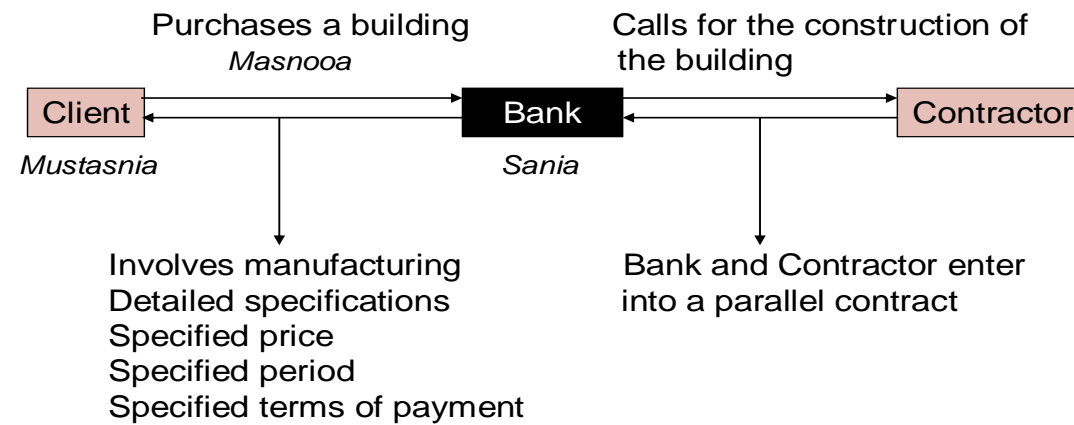 Purchases a building
Masnooa
Calls for the construction of
the building
Client
Bank
Contractor
Mustasnia
Sania
Involves manufacturing
Detailed specifications
Specified price
Specified period
Specified terms of payment
Bank and Contractor enter
into a parallel contract